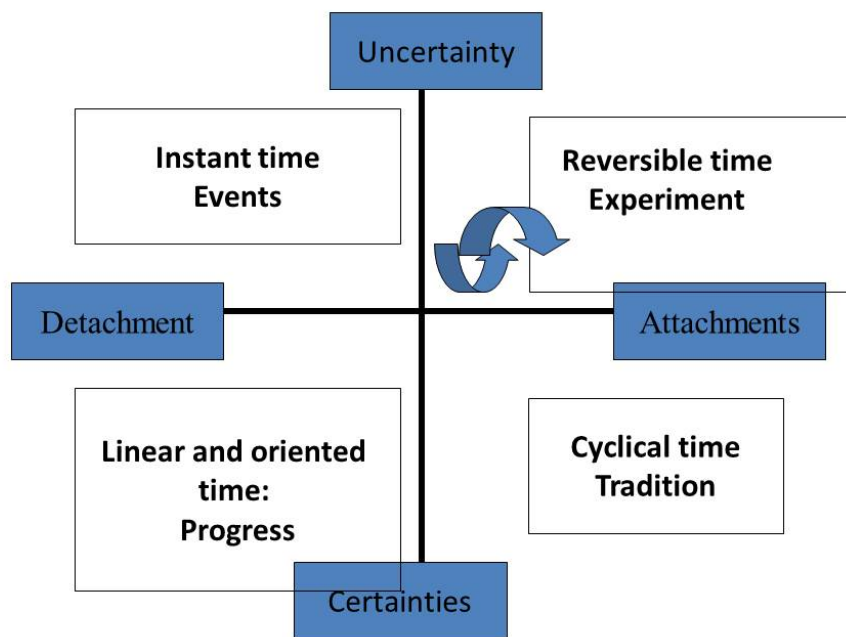 Uncertainty
Instant time
Events
Reversible time
Experiment
Detachment
Attachments
Linear and oriented
time:
Progress
Cyclical time
Tradition
Certainties